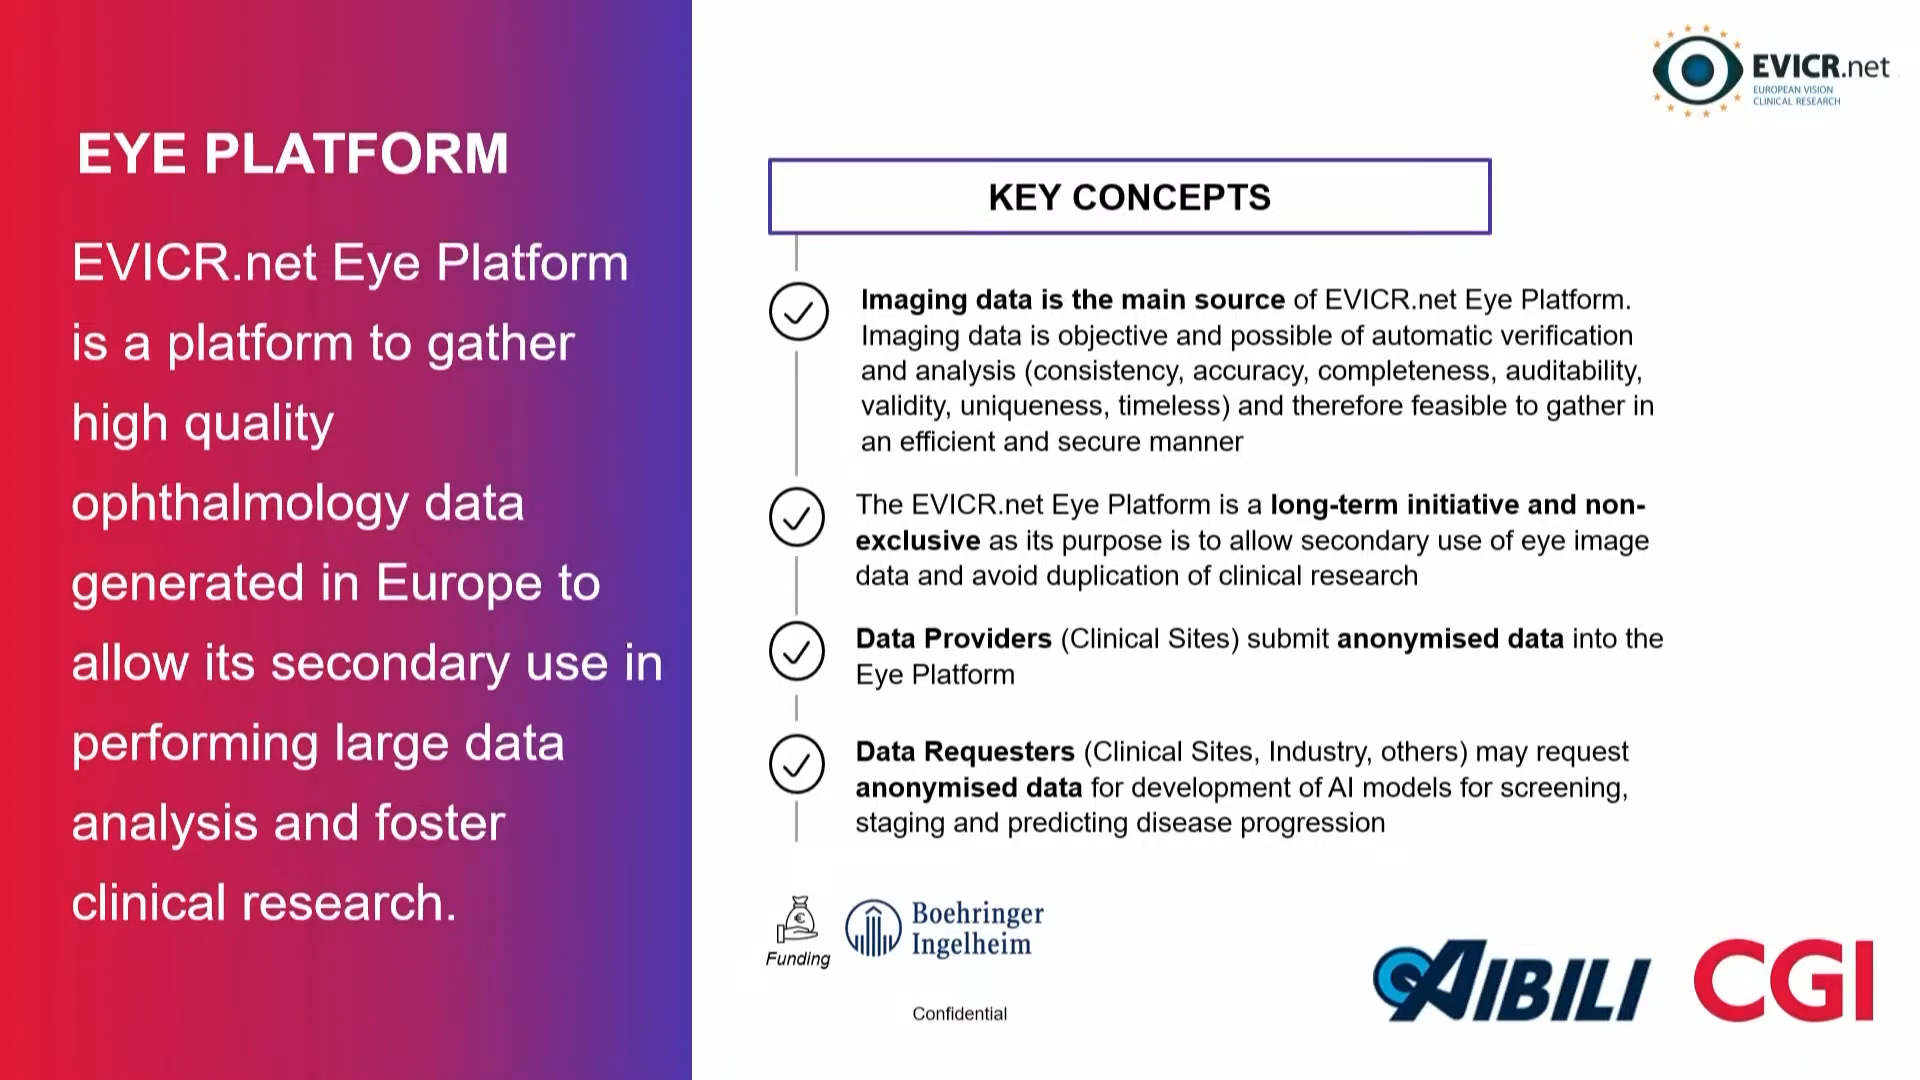 EYE PLATFORM
EVICR.net Eye Platform
is a platform to gather
high quality
ophthalmology data
generated in Europe to
allow its secondary use in
performing large data
analysis and foster
clinical research.
EVICR.net
EUROPEAN VISION
CLINICAL RESEARCH
KEY CONCEPTS
Imaging data is the main source of EVICR.net Eye Platform.
Imaging data is objective and possible of automatic verification
and analysis (consistency, accuracy, completeness, auditability,
validity, uniqueness, timeless) and therefore feasible to gather in
an efficient and secure manner
The EVICR.net Eye Platform is a long-term initiative and non-
exclusive as its purpose is to allow secondary use of eye image
data and avoid duplication of clinical research
Data Providers (Clinical Sites) submit anonymised data into the
Eye Platform
Data Requesters (Clinical Sites, Industry, others) may request
anonymised data for development of AI models for screening,
staging and predicting disease progression
€
Funding
Boehringer
Ingelheim
Confidential
AIBILI
CGI